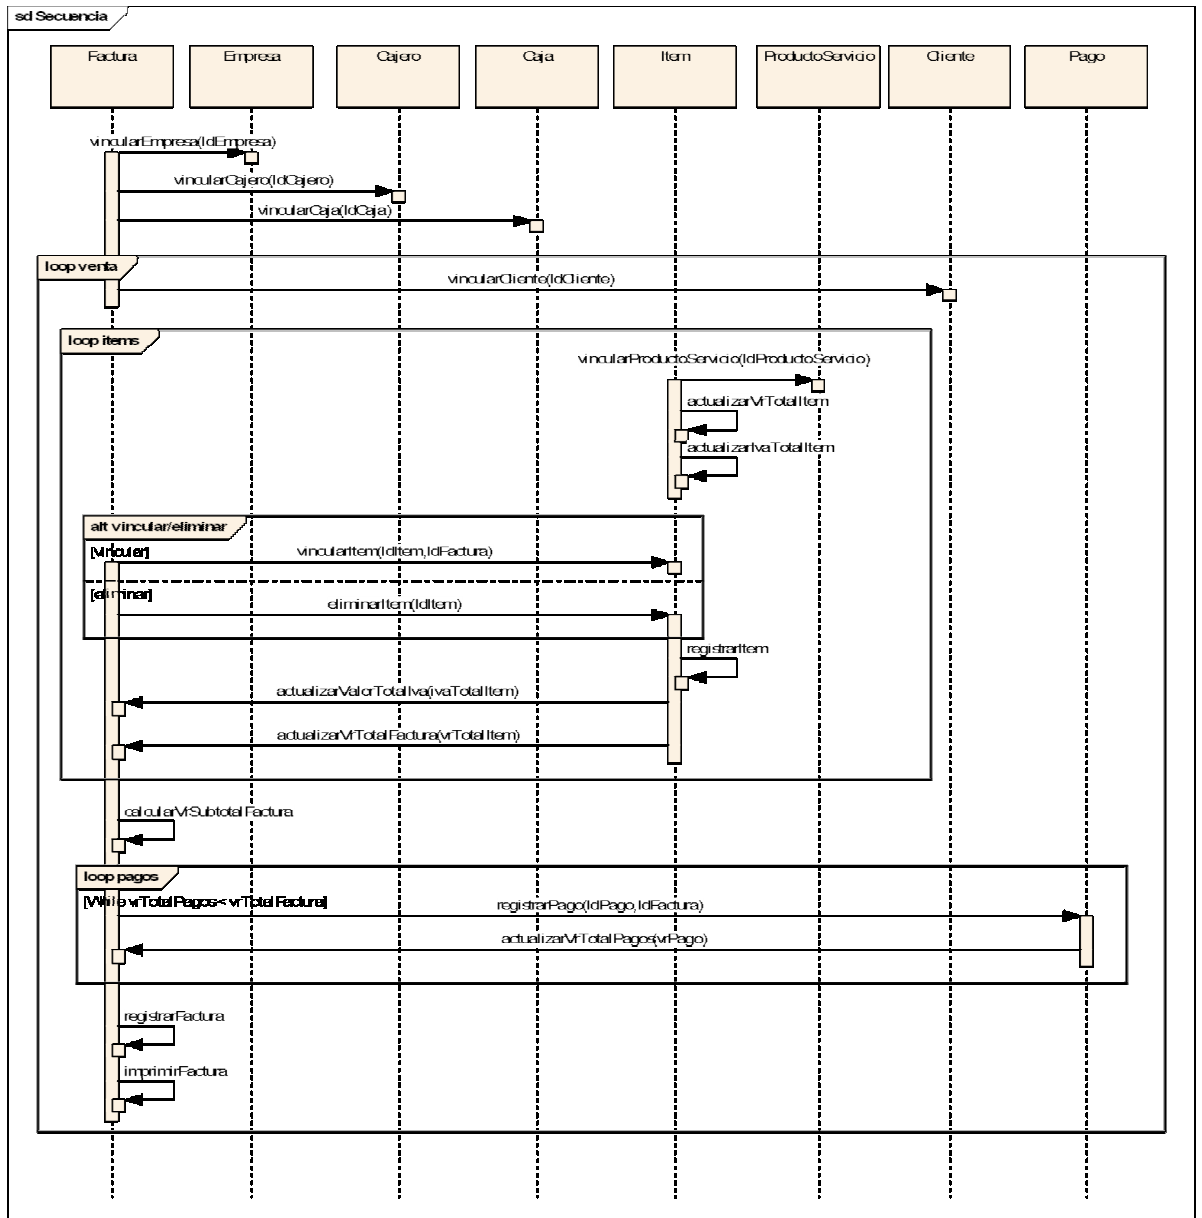 sd Secuencia
Factura
Empresa
Cajero
Caja
Item
ProductoServicio
Cliente
Pago
vincularEmpresa(IdEmpresa)
vincularCajero(IdCajero)
vincularCaja(IdCaja)
loop venta
vincularCliente(IdCliente)
loop items
vincularProductoServicio(IdProductoServicio)
actualizarVrTotalItem
actualizarIvaTotalItem
alt vincular/eliminar
[vincular]
vincularItem(IdItem,IdFactura)
[eliminar]
eliminarItem(IdItem)
registrarItem
actualizarValorTotalIva(ivaTotalItem)
actualizarVrTotalFactura(vrTotalItem)
calcularVrSubtotalFactura
loop pagos
[While vrTotalPagos< vrTotalFactura]
registrarPago(IdPago,IdFactura)
actualizarVrTotalPagos(vrPago)
registrarFactura
imprimirFactura